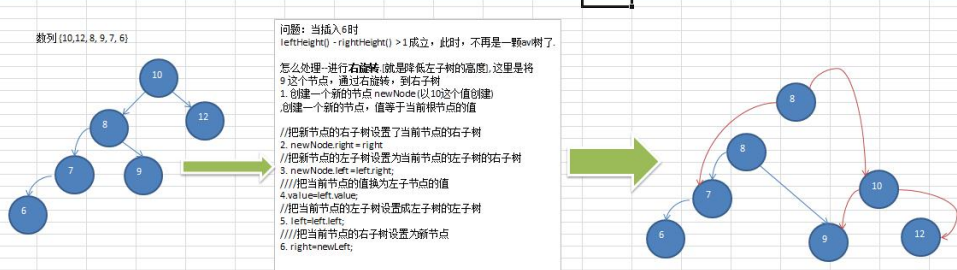 数列 {10,12, 8, 9, 7, 6}
10
8
12
7
9
6
问题：当插入6时
leftHeight() - rightHeight() > 1 成立，此时，不再是一颗avl树了.
怎么处理--进行右旋转.[就是降低左子树的高度], 这里是将
9 这个节点，通过右旋转，到右子树
1. 创建一个新的节点 newNode (以10这个值创建)
,创建一个新的节点，值等于当前根节点的值
//把新节点的右子树设置了当前节点的右子树
2. newNode.right = right
//把新节点的左子树设置为当前节点的左子树的右子树
3. newNode.left =left.right;
////把当前节点的值换为左子节点的值
4.value=left.value;
//把当前节点的左子树设置成左子树的左子树
5. left=left.left;
////把当前节点的右子树设置为新节点
6. right=newLeft;
8
8
7
10
6
9
12